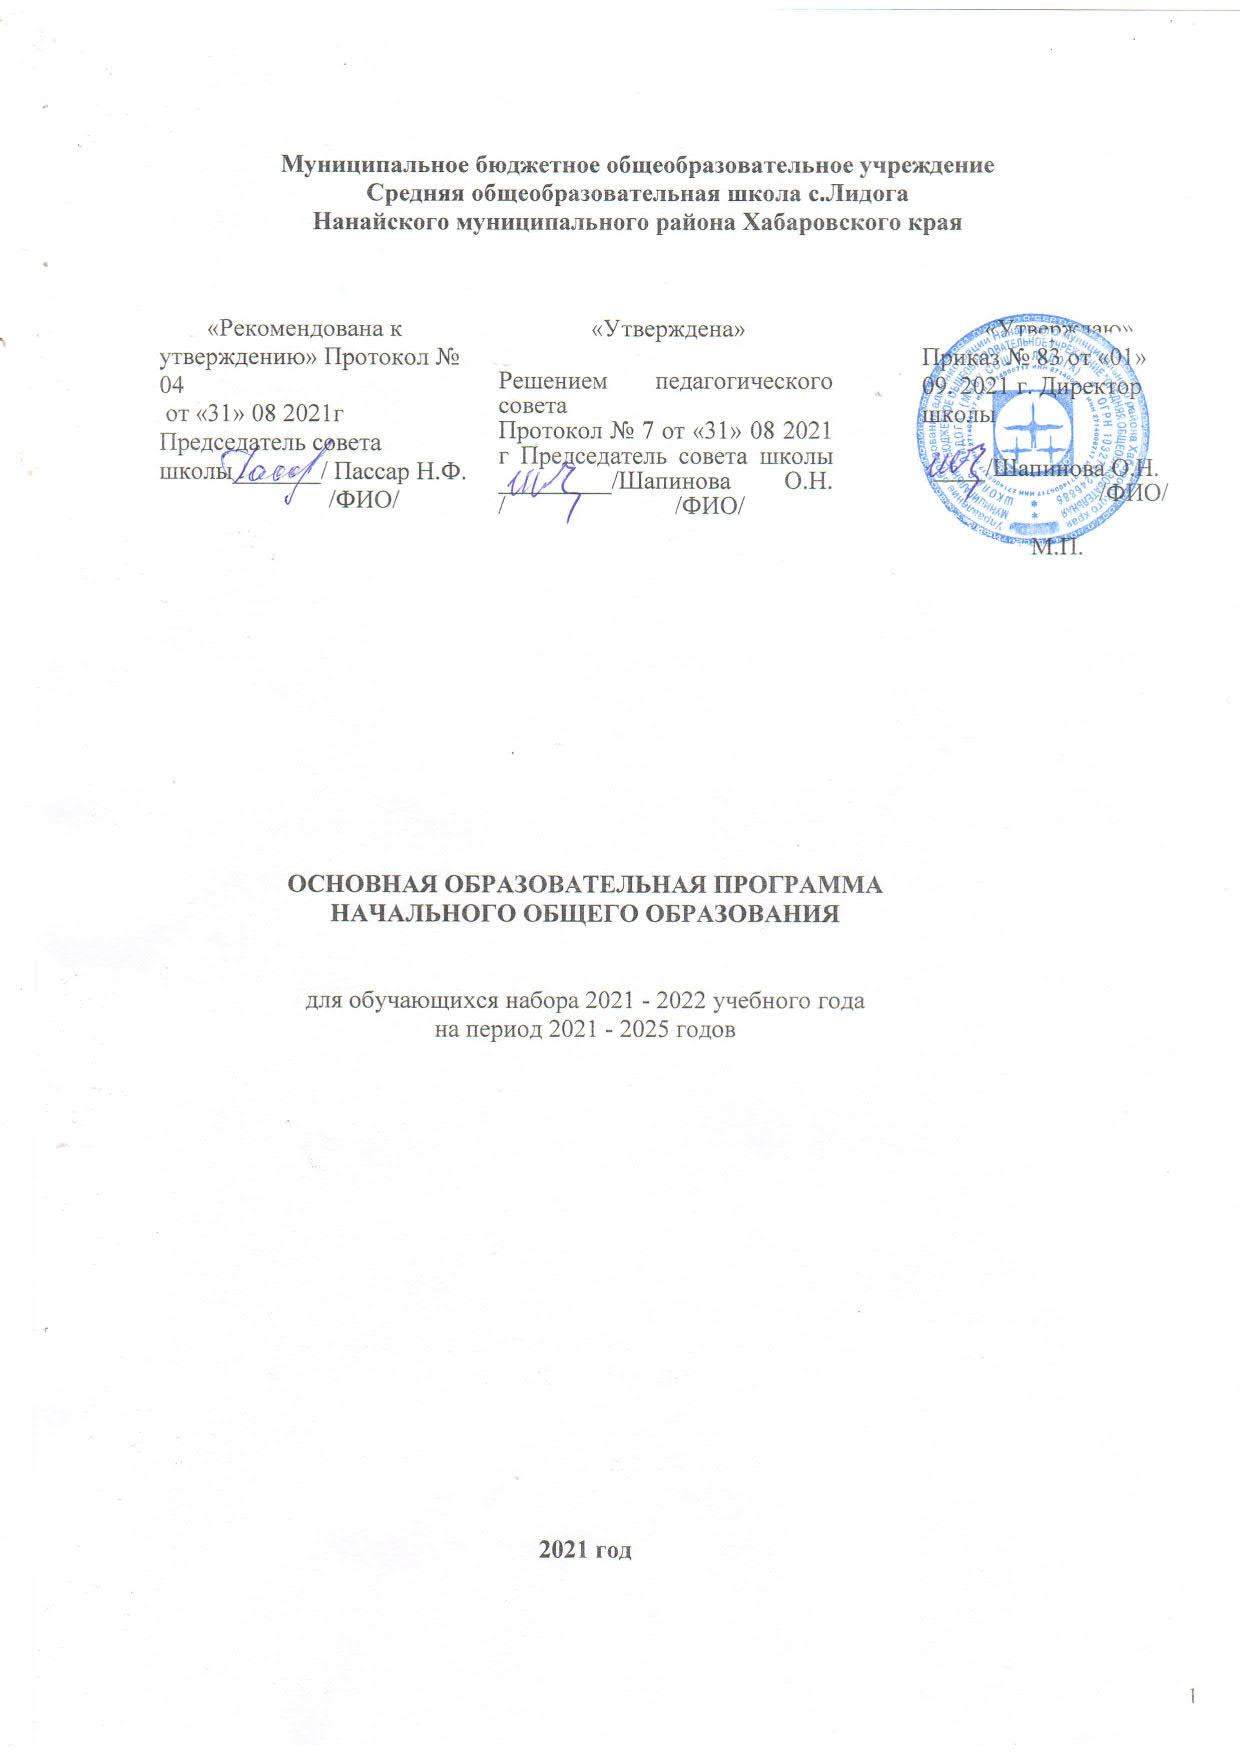 Муниципальное бюджетное общеобразовательное учреждение
Средняя общеобразовательная школа с.Лидога
Нанайского муниципального района Хабаровского края
«Рекомендована к
утверждению» Протокол №
04
от «31» 08 2021г
Председатель совета
школы_______/ Пассар Н.Ф.
/ФИО/
«Утверждена»
Решением педагогического
совета
Протокол № 7 от «31» 08 2021
г Председатель совета школы
_________/Шапинова О.Н.
/ /ФИО/
«Утверждаю»
Приказ № 83 от «01»
09. 2021 г. Директор
школы
____/Шапинова О.Н.
/ФИО/
М.П.
ОСНОВНАЯ ОБРАЗОВАТЕЛЬНАЯ ПРОГРАММА
НАЧАЛЬНОГО ОБЩЕГО ОБРАЗОВАНИЯ
для обучающихся набора 2021 - 2022 учебного года
на период 2021 - 2025 годов
2021 год
1